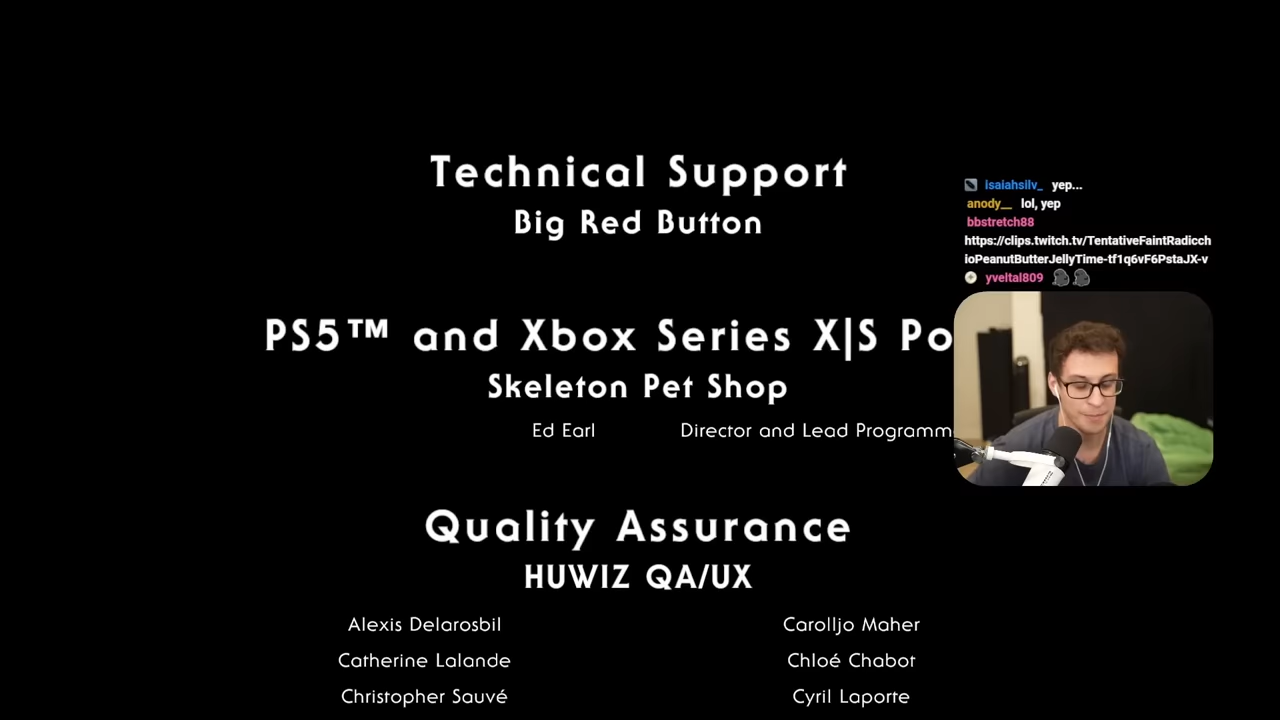 Technical Support
Big Red Button
isaiahsilv_ yep...
anody__ lol, yep
bbstretch88
https://clips.twitch.tv/TentativeFaintRadicch
ioPeanutButterJellyTime-tf1q6vF6PstaJX-v
yveltal809
PS5™ and Xbox Series X|S Po
Skeleton Pet Shop
Ed Earl Director and Lead Programm
Quality Assurance
HUWIZ QA/UX
Alexis Delarosbil Carolljo Maher
Catherine Lalande Chloé Chabot
Christopher Sauvé Cyril Laporte